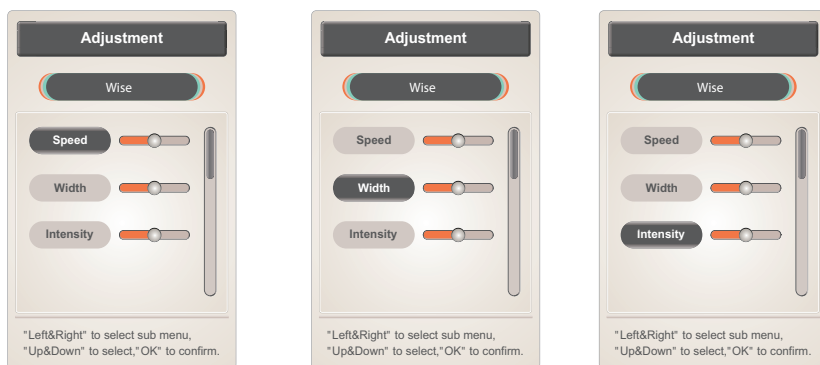 Adjustment
Wise
Speed
Width
Intensity
"Left&Right" to select sub menu,
"Up&Down" to select,"OK" to confirm.
Adjustment
Wise
Speed
Width
Intensity
"Left&Right" to select sub menu,
"Up&Down" to select,"OK" to confirm.
Adjustment
Wise
Speed
Width
Intensity
"Left&Right" to select sub menu,
"Up&Down" to select,"OK" to confirm.